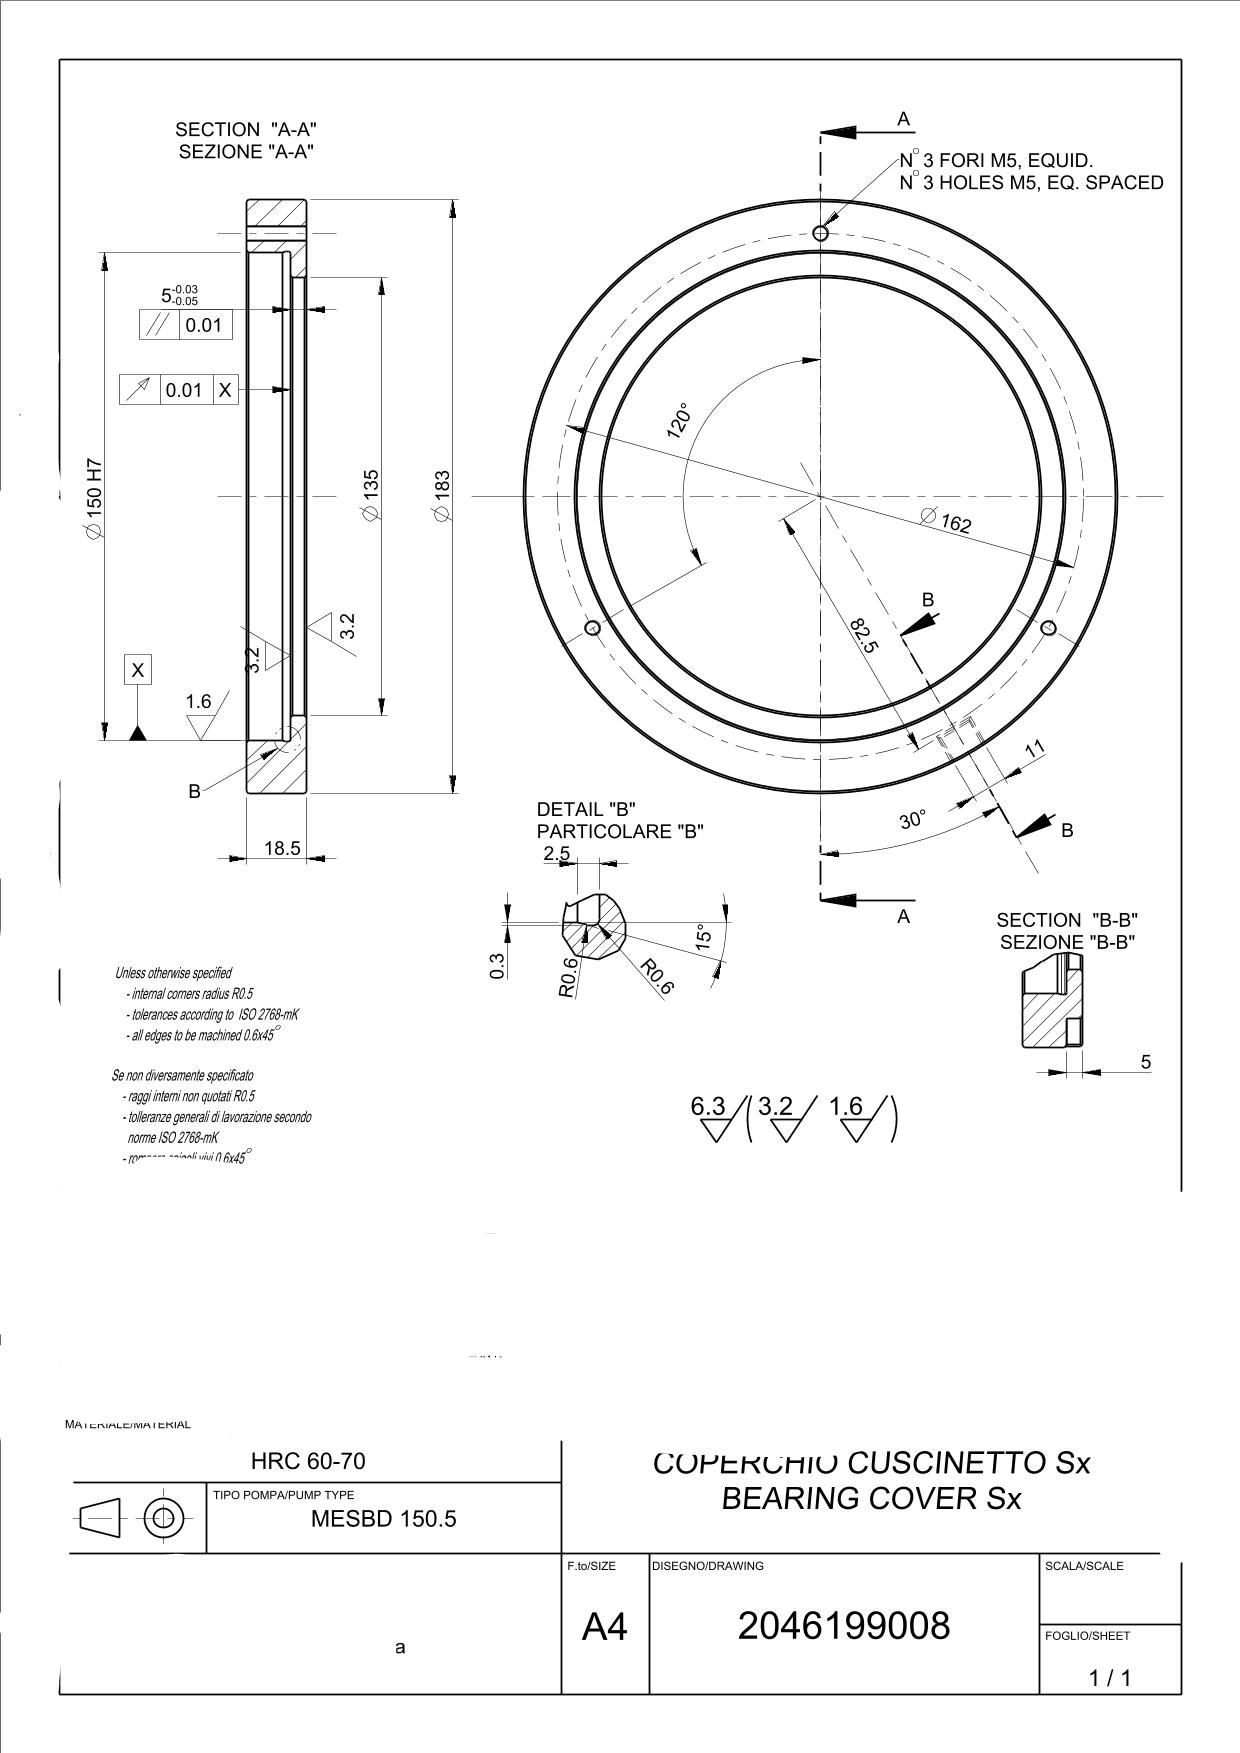 SECTION "A-A"
SEZIONE "A-A"
A
N° 3 FORI M5, EQUID.
N° 3 HOLES M5, EQ. SPACED
5 -0.03
-0.05
// 0.01
0.01 X
120°
Ø 150 H7
Ø 135
Ø 183
Ø 162
B
82.5
3.2
3.2
X
1.6
B
11
30°
B
18.5
DETAIL "B"
PARTICOLARE "B"
2.5
A
SECTION "B-B"
SEZIONE "B-B"
15°
0.3
R0.6
R0.6
5
Unless otherwise specified
- internal corners radius R0.5
- tolerances according to ISO 2768-mK
- all edges to be machined 0.6x45°
Se non diversamente specificato
- raggi interni non quotati R0.5
- tolleranze generali di lavorazione secondo
norme ISO 2768-mK
- rompere spigoli vivi 0.6x45°
6.3 ( 3.2 1.6 )
MATERIALE/MATERIAL
HRC 60-70
COPERCHIO CUSCINETTO Sx
BEARING COVER Sx
TIPO POMPA/PUMP TYPE
MESBD 150.5
F.to/SIZE
A4
DISEGNO/DRAWING
2046199008
SCALA/SCALE
FOGLIO/SHEET
1 / 1
a